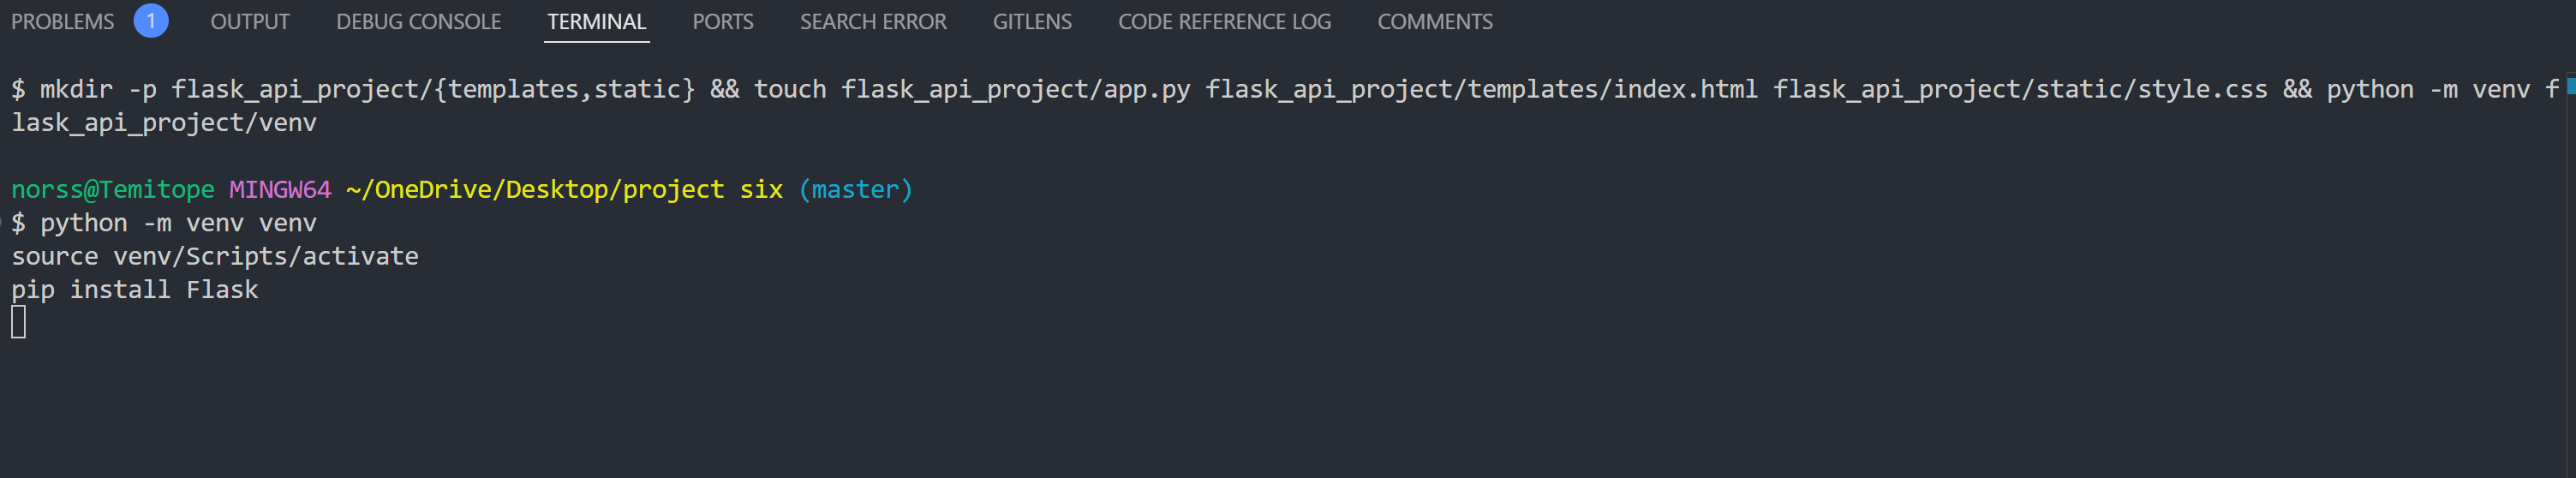 PROBLEMS 1 OUTPUT DEBUG CONSOLE TERMINAL PORTS SEARCH ERROR GITLENS CODE REFERENCE LOG COMMENTS
$ mkdir -p flask_api_project/{templates,static} && touch flask_api_project/app.py flask_api_project/templates/index.html flask_api_project/static/style.css && python -m venv f
lask_api_project/venv
norss@Temitope MINGW64 ~/OneDrive/Desktop/project six (master)
$ python -m venv venv
source venv/Scripts/activate
pip install Flask